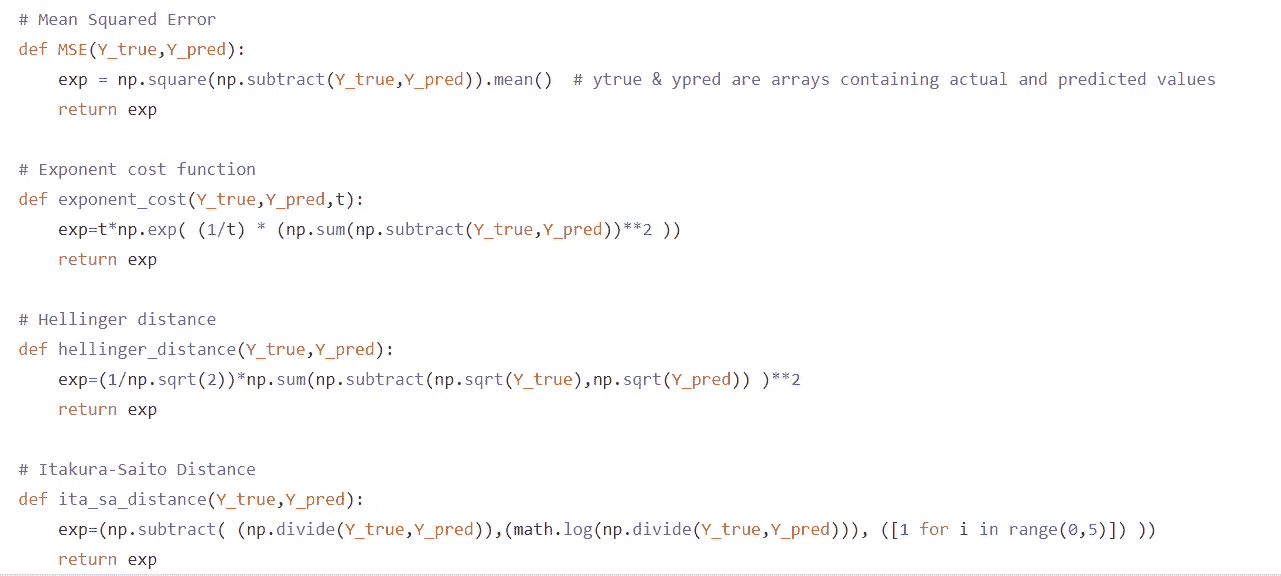 # Mean Squared Error
def MSE(Y_true,Y_pred):
    exp = np.square(np.subtract(Y_true,Y_pred)).mean()  # ytrue & ypred are arrays containing actual and predicted values
    return exp

# Exponent cost function
def exponent_cost(Y_true,Y_pred,t):
    exp=t*np.exp( (1/t) * (np.sum(np.subtract(Y_true,Y_pred))**2 ))
    return exp

# Hellinger distance
def hellinger_distance(Y_true,Y_pred):
    exp=(1/np.sqrt(2))*np.sum(np.subtract(np.sqrt(Y_true),np.sqrt(Y_pred)) )**2
    return exp

# Itakura-Saito Distance
def ita_sa_distance(Y_true,Y_pred):
    exp=(np.subtract( (np.divide(Y_true,Y_pred)),(math.log(np.divide(Y_true,Y_pred))), ([1 for i in range(0,5)]) ))
    return exp